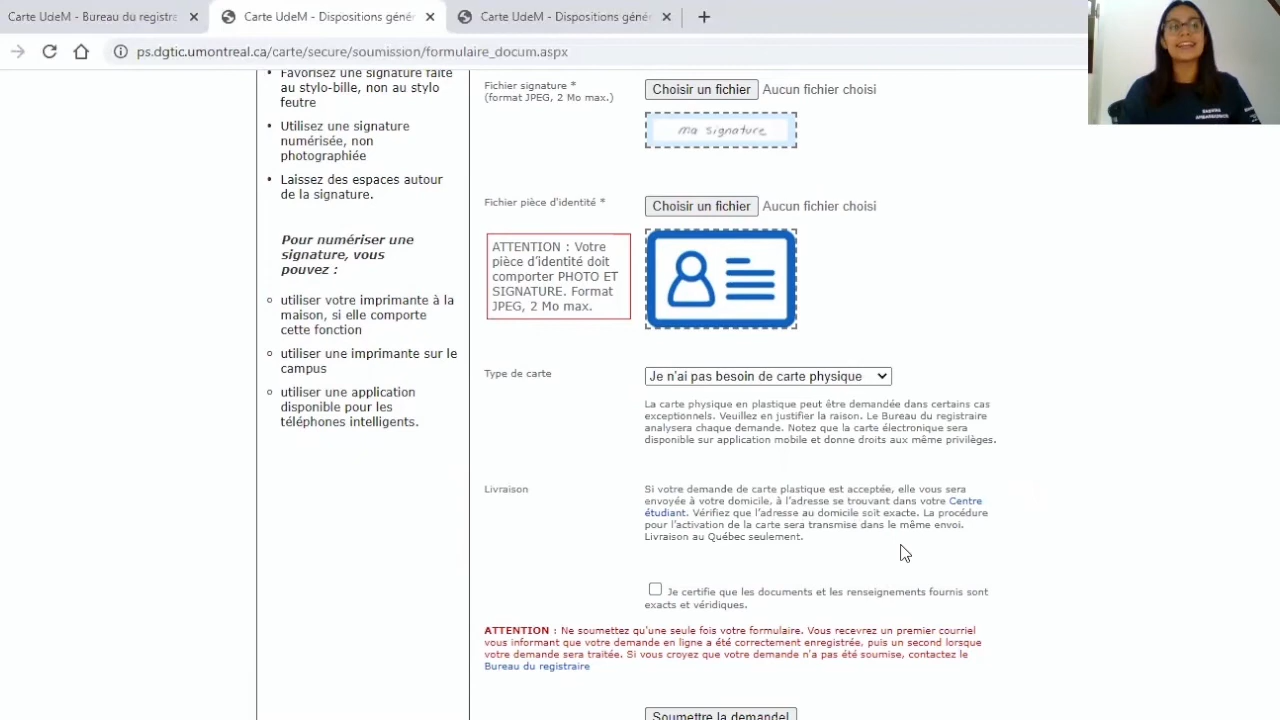 Carte UdeM - Bureau du registra
Carte UdeM - Dispositions génér
Carte UdeM - Dispositions génér
ps.dgtic.umontreal.ca/carte/secure/soumission/formulaire_docum.aspx
• Favorisez une signature faite
au stylo-bille, non au stylo
feutre
• Utilisez une signature
numérisée, non
photographiée
• Laissez des espaces autour
de la signature.
Pour numériser une
signature, vous
pouvez :
utiliser votre imprimante à la
maison, si elle comporte
cette fonction
utiliser une imprimante sur le
campus
utiliser une application
disponible pour les
téléphones intelligents.
Fichier signature *
(format JPEG, 2 Mo max.)
Choisir un fichier Aucun fichier choisi
ma signature
Fichier pièce d'identité *
Choisir un fichier Aucun fichier choisi
ATTENTION : Votre
pièce d'identité doit
comporter PHOTO ET
SIGNATURE. Format
JPEG, 2 Mo max.
Type de carte
Je n'ai pas besoin de carte physique
La carte physique en plastique peut être demandée dans certains cas
exceptionnels. Veuillez en justifier la raison. Le Bureau du registraire
analysera chaque demande. Notez que la carte électronique sera
disponible sur application mobile et donne droits aux même privilèges.
Livraison
Si votre demande de carte plastique est acceptée, elle vous sera
envoyée à votre domicile, à l'adresse se trouvant dans votre Centre
étudiant. Vérifiez que l'adresse au domicile soit exacte. La procédure
pour l'activation de la carte sera transmise dans le même envoi.
Livraison au Québec seulement.
Je certifie que les documents et les renseignements fournis sont
exacts et véridiques.
ATTENTION : Ne soumettez qu'une seule fois votre formulaire. Vous recevrez un premier courriel
vous informant que votre demande en ligne a été correctement enregistrée, puis un second lorsque
votre demande sera traitée. Si vous croyez que votre demande n'a pas été soumise, contactez le
Bureau du registraire
Soumettre la demande!